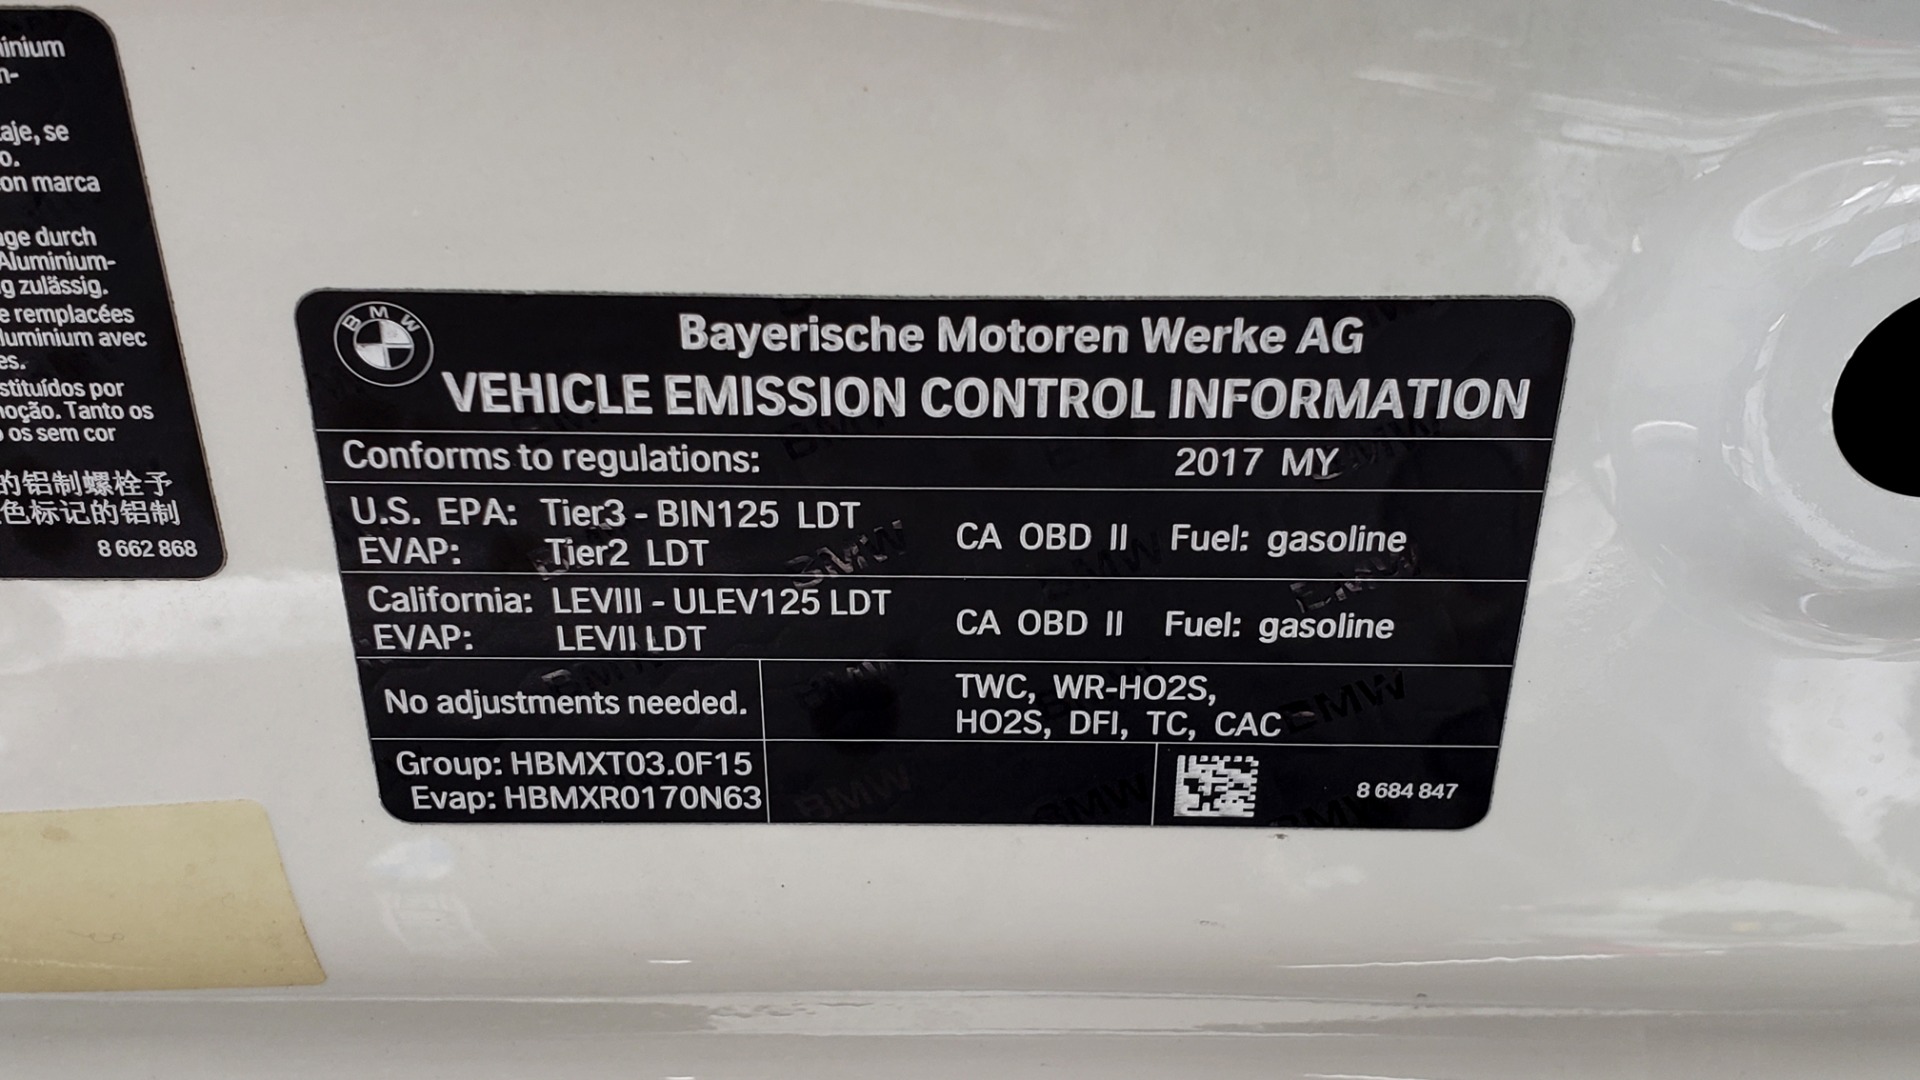 inium
n-
aje, se
o.
on marca
ge durch
Aluminium-
g zulässig.
e remplacées
luminium avec
es.
stituídos por
noção. Tanto os
os sem cor
的铝制螺栓予
色标记的铝制
8 662 868
BMW
Bayerische Motoren Werke AG
VEHICLE EMISSION CONTROL INFORMATION
Conforms to regulations: 2017 MY
U.S. EPA: Tier3 - BIN125 LDT
EVAP: Tier2 LDT
CA OBD II Fuel: gasoline
California: LEVIII - ULEV125 LDT
EVAP: LEVII LDT
CA OBD II Fuel: gasoline
No adjustments needed.
TWC, WR-HO2S,
HO2S, DFI, TC, CAC
Group: HBMXT03.0F15
Evap: HBMXR0170N63
8 684 847